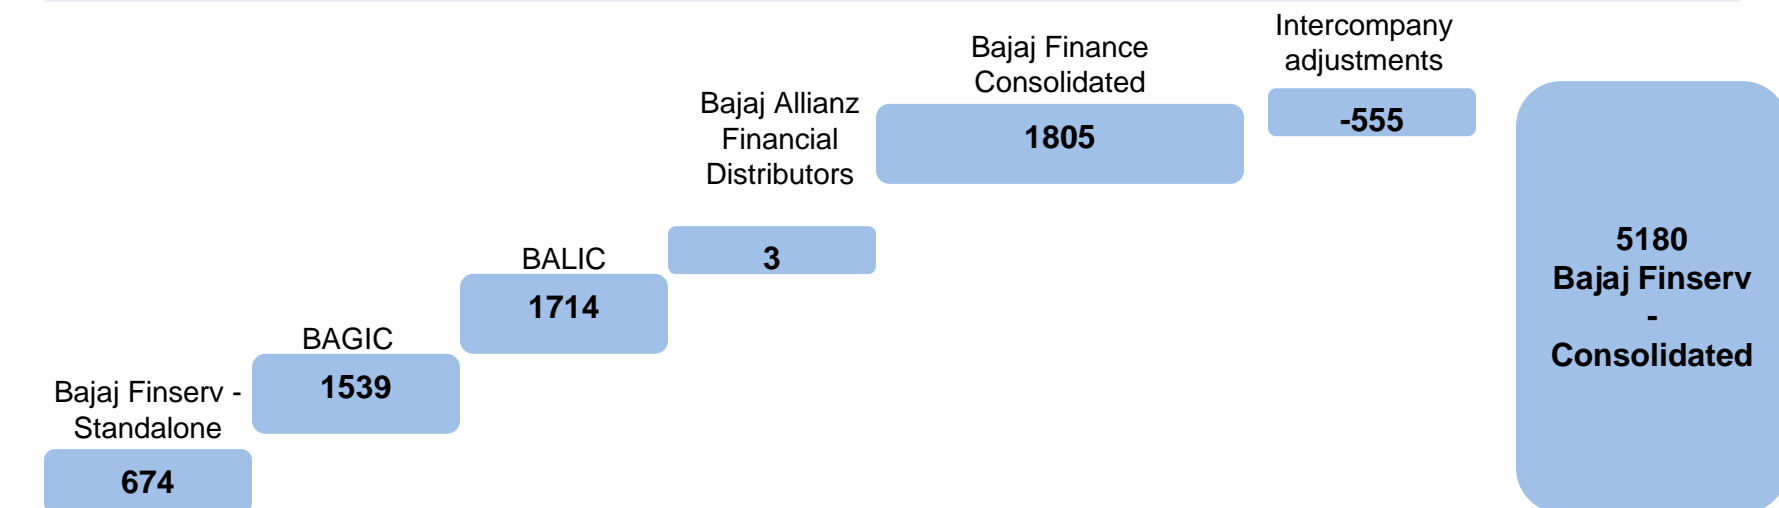 Bajaj Finserv -
Standalone
674
BAGIC
1539
BALIC
1714
Bajaj Allianz
Financial
Distributors
3
Bajaj Finance
Consolidated
1805
Intercompany
adjustments
-555
5180
Bajaj Finserv
-
Consolidated